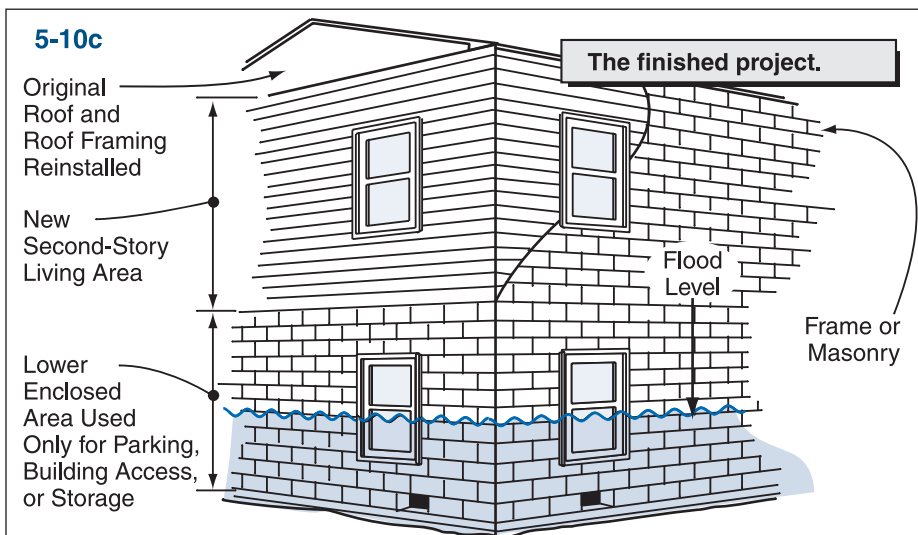 5-10c
The finished project.
Original
Roof and
Roof Framing
Reinstalled
New
Second-Story
Living Area
Flood
Level
Frame or
Masonry
Lower
Enclosed
Area Used
Only for Parking,
Building Access,
or Storage